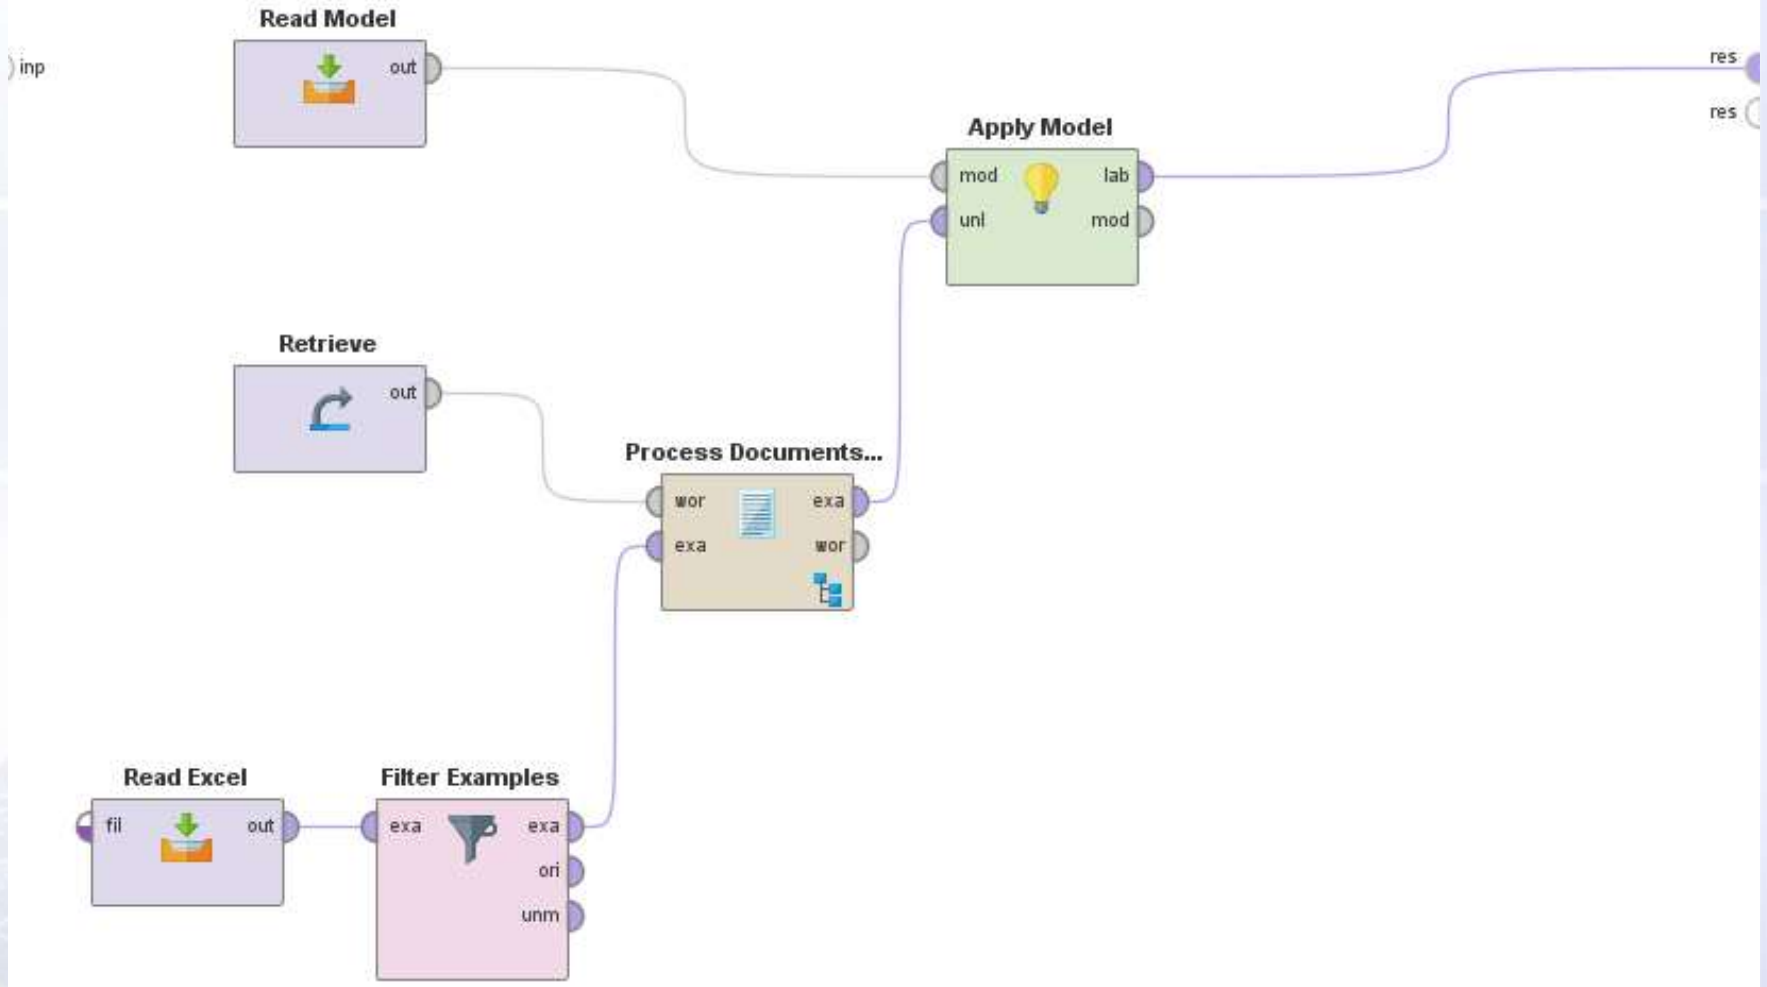 Read Model
inp
out
res
res
Apply Model
mod
lab
unl
mod
Retrieve
out
Process Documents...
wor
exa
exa
wor
Read Excel
Filter Examples
fil
out
exa
exa
ori
unm